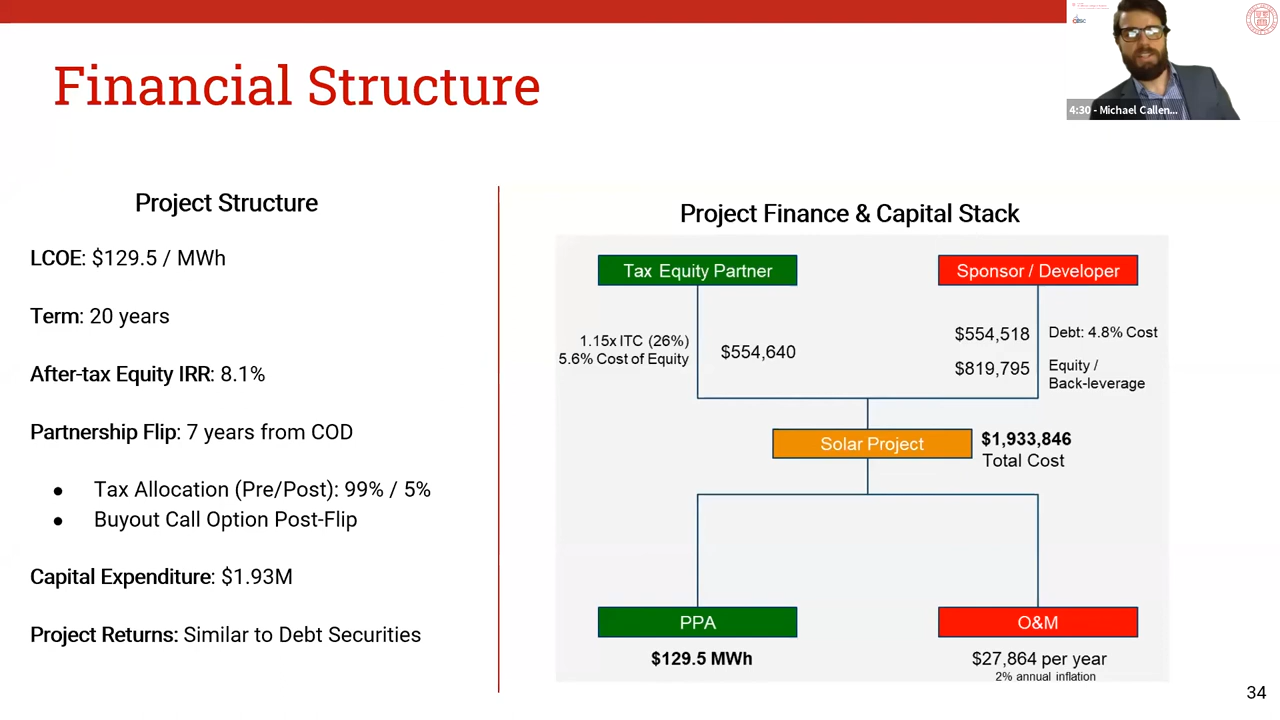 Financial Structure
cbsc
4:30 - Michael Callen...
Project Structure
LCOE: $129.5 / MWh
Term: 20 years
After-tax Equity IRR: 8.1%
Partnership Flip: 7 years from COD
● Tax Allocation (Pre/Post): 99% / 5%
● Buyout Call Option Post-Flip
Capital Expenditure: $1.93M
Project Returns: Similar to Debt Securities
Project Finance & Capital Stack
Tax Equity Partner
Sponsor / Developer
1.15x ITC (26%)
5.6% Cost of Equity
$554,640
$554,518
Debt: 4.8% Cost
$819,795
Equity /
Back-leverage
Solar Project
$1,933,846
Total Cost
PPA
O&M
$129.5 MWh
$27,864 per year
2% annual inflation
34